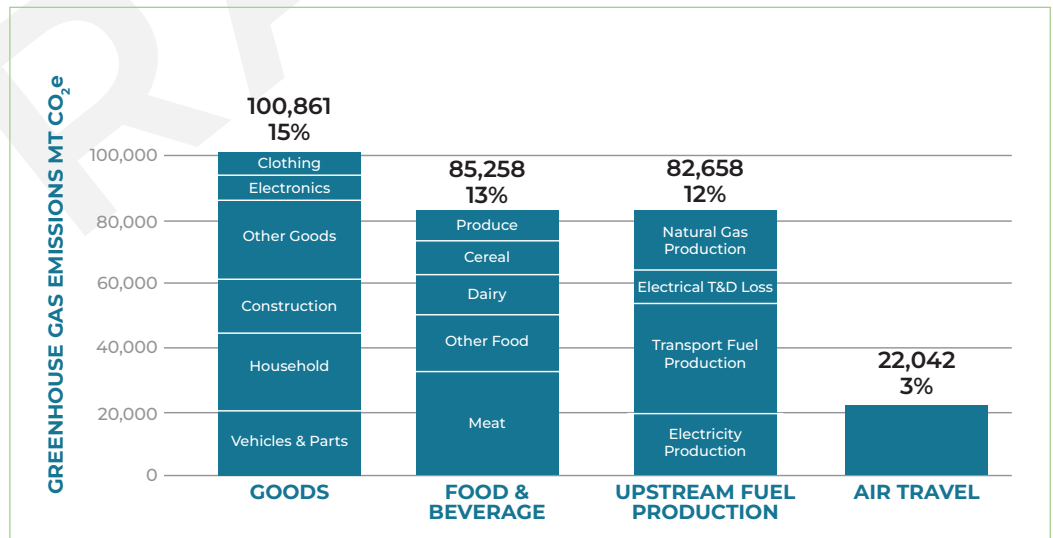 GREENHOUSE GAS EMISSIONS MT CO₂e
100,000
80,000
60,000
40,000
20,000
0
100,861
15%
Clothing
Electronics
Other Goods
Construction
Household
Vehicles & Parts
GOODS
85,258
13%
Produce
Cereal
Dairy
Other Food
Meat
FOOD &
BEVERAGE
82,658
12%
Natural Gas
Production
Electrical T&D Loss
Transport Fuel
Production
Electricity
Production
UPSTREAM FUEL
PRODUCTION
22,042
3%
AIR TRAVEL